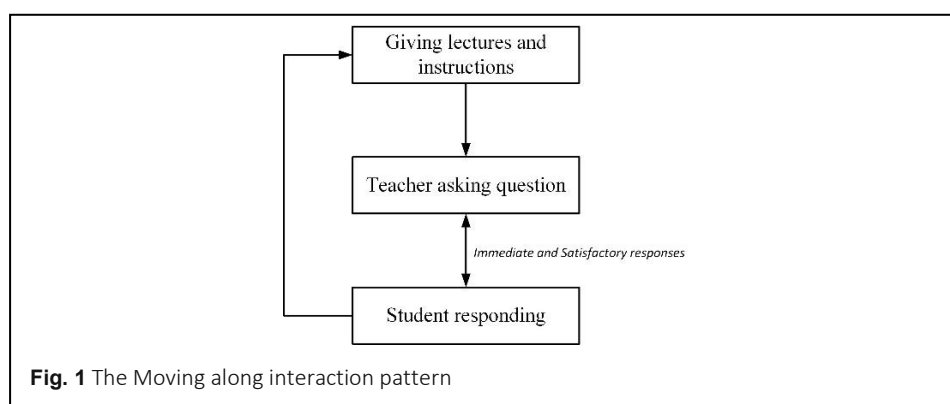 Giving lectures and
instructions
Teacher asking question
Immediate and Satisfactory responses
Student responding
Fig. 1 The Moving along interaction pattern